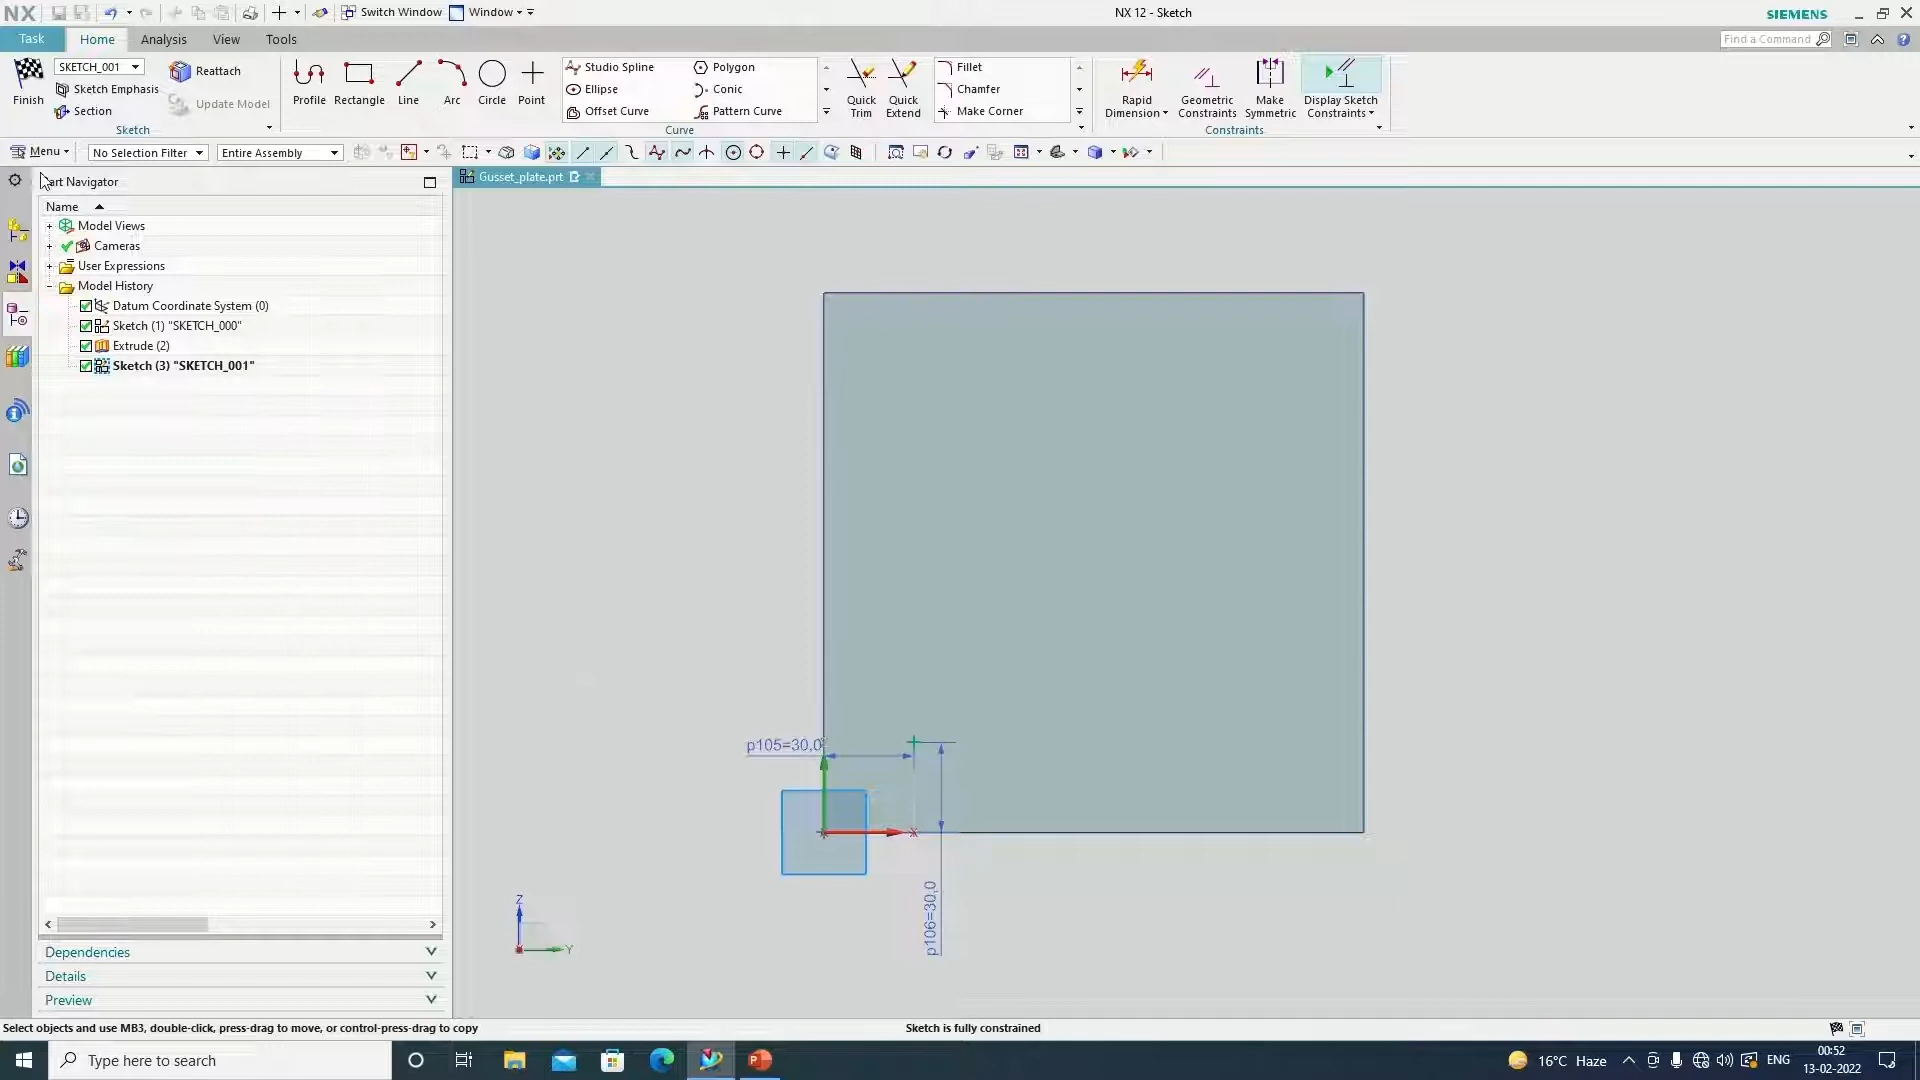 NX
Switch Window
Window
NX 12 - Sketch
SIEMENS
Task
Home
Analysis
View
Tools
Find a Command
SKETCH_001
Reattach
Sketch Emphasis
Update Model
Section
Finish
Sketch
Profile
Rectangle
Line
Arc
Circle
Point
Studio Spline
Polygon
Ellipse
Conic
Offset Curve
Pattern Curve
Quick Trim
Quick Extend
Fillet
Chamfer
Make Corner
Curve
Rapid Dimension
Geometric Constraints
Make Symmetric
Display Sketch Constraints
Constraints
Menu
No Selection Filter
Entire Assembly
art Navigator
Gusset_plate.prt
Name
Model Views
Cameras
User Expressions
Model History
Datum Coordinate System (0)
Sketch (1) "SKETCH_000"
Extrude (2)
Sketch (3) "SKETCH_001"
p105=30,0
p106=30,0
Z
Y
Dependencies
Details
Preview
Select objects and use MB3, double-click, press-drag to move, or control-press-drag to copy
Sketch is fully constrained
Type here to search
16°C Haze
ENG
00:52
13-02-2022